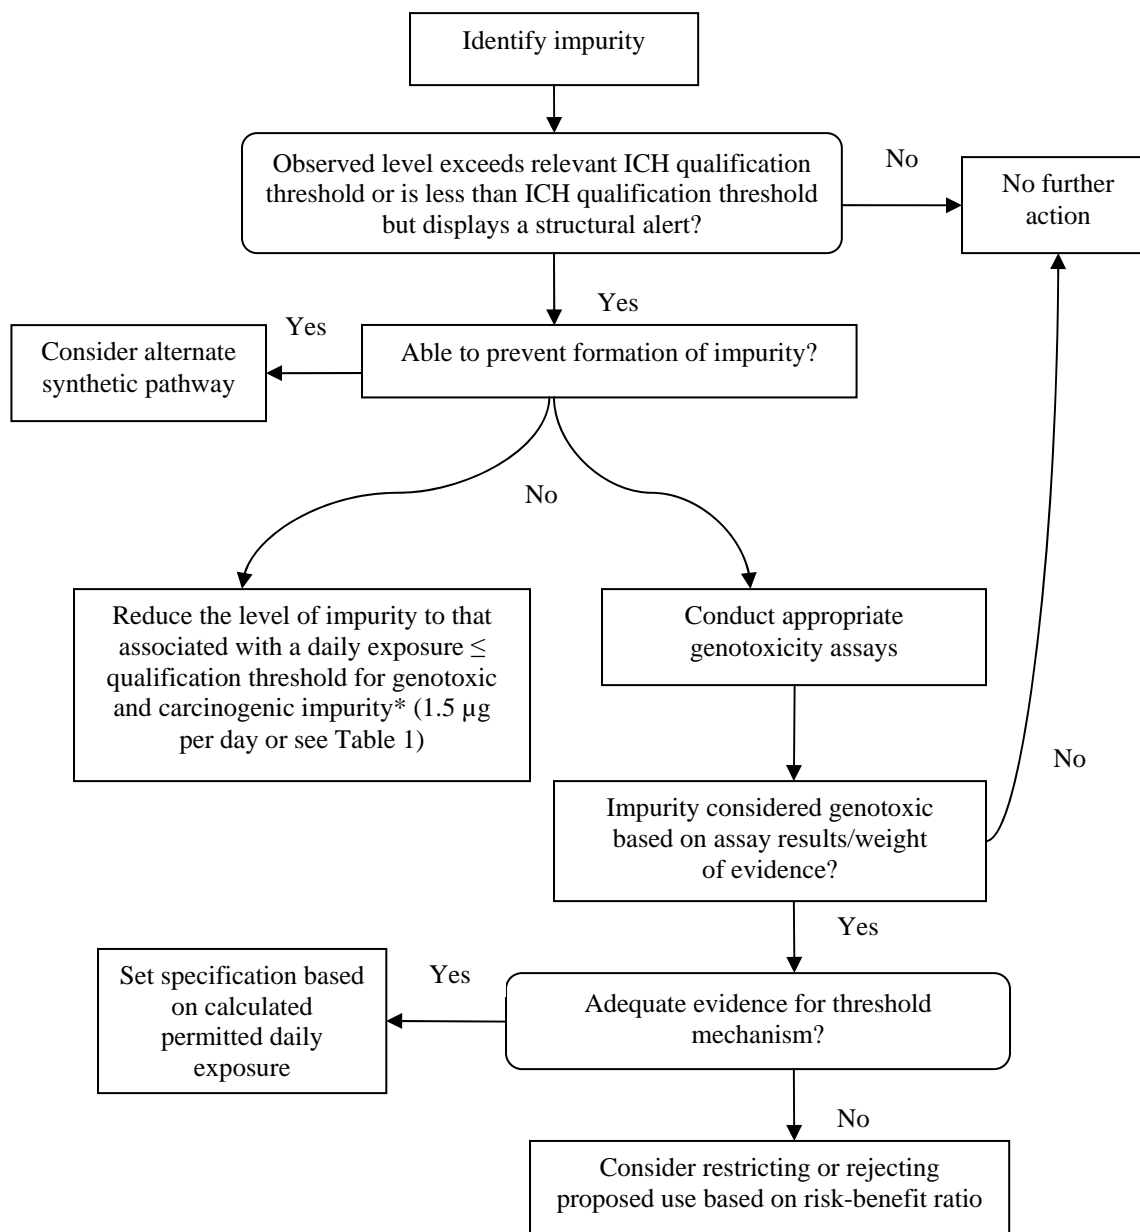 Identify impurity
Observed level exceeds relevant ICH qualification
threshold or is less than ICH qualification threshold
but displays a structural alert?
No
No further
action
Yes
Yes
Consider alternate
synthetic pathway
Able to prevent formation of impurity?
No
Reduce the level of impurity to that
associated with a daily exposure ≤
qualification threshold for genotoxic
and carcinogenic impurity* (1.5 µg
per day or see Table 1)
Conduct appropriate
genotoxicity assays
No
Impurity considered genotoxic
based on assay results/weight
of evidence?
Yes
Set specification based
on calculated
permitted daily
exposure
Yes
Adequate evidence for threshold
mechanism?
No
Consider restricting or rejecting
proposed use based on risk-benefit ratio